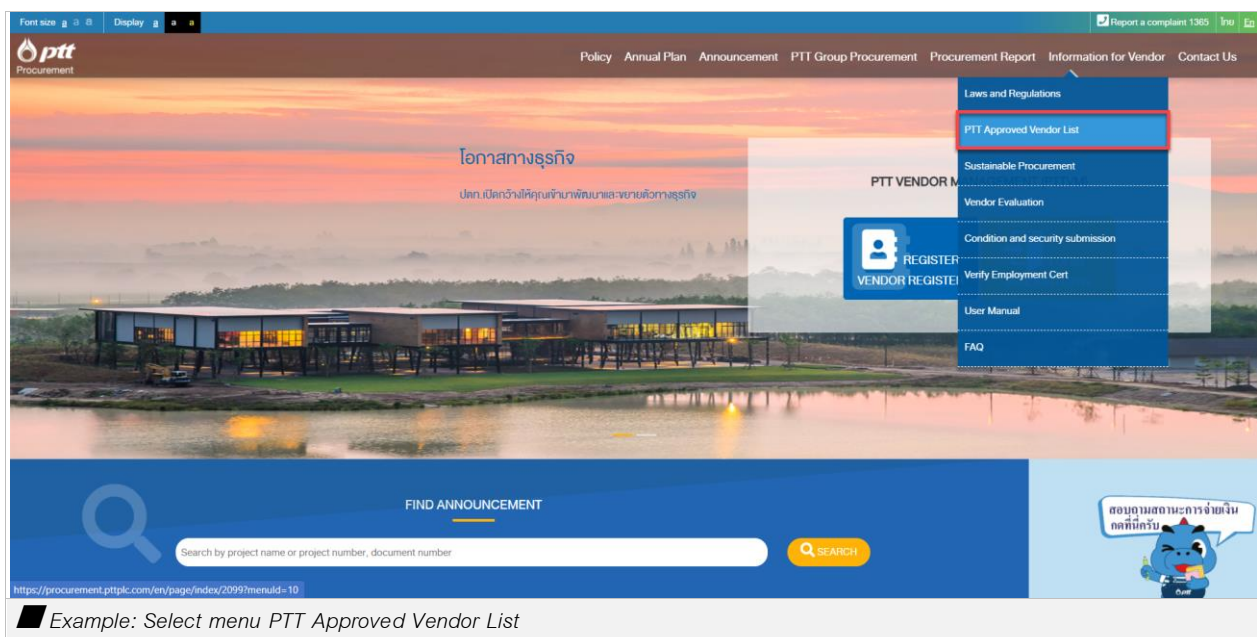 Font size a a a Display a a a
Report a complaint 1365 ไทย En
ptt
Procurement
Policy Annual Plan Announcement PTT Group Procurement Procurement Report Information for Vendor Contact Us
Laws and Regulations
PTT Approved Vendor List
Sustainable Procurement
Vendor Evaluation
Condition and security submission
Verify Employment Cert
User Manual
FAQ
โอกาสทางธุรกิจ
ปตท.เปิดกว้างให้คุณเข้ามาพัฒนาและขยายตัวทางธุรกิจ
PTT VENDOR M
REGISTER
VENDOR REGISTE
FIND ANNOUNCEMENT
Search by project name or project number, document number
SEARCH
สอบถามสถานะการจ่ายเงิน
กดที่นี่ครับ
ptt
https://procurement.pttplc.com/en/page/index/2099?menuId=10
Example: Select menu PTT Approved Vendor List